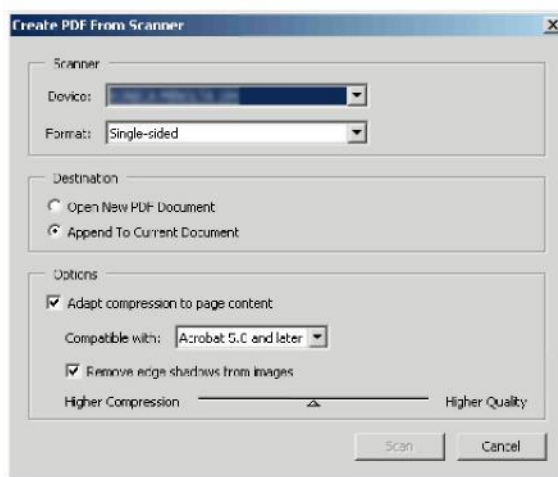 Create PDF From Scanner
Scanner
Device:
Format: Single-sided
Destination
Open New PDF Document
Append To Current Document
Options
Adapt compression to page content
Compatible with: Acrobat 5.0 and later
Remove edge shadows from images
Higher Compression Higher Quality
Scan Cancel